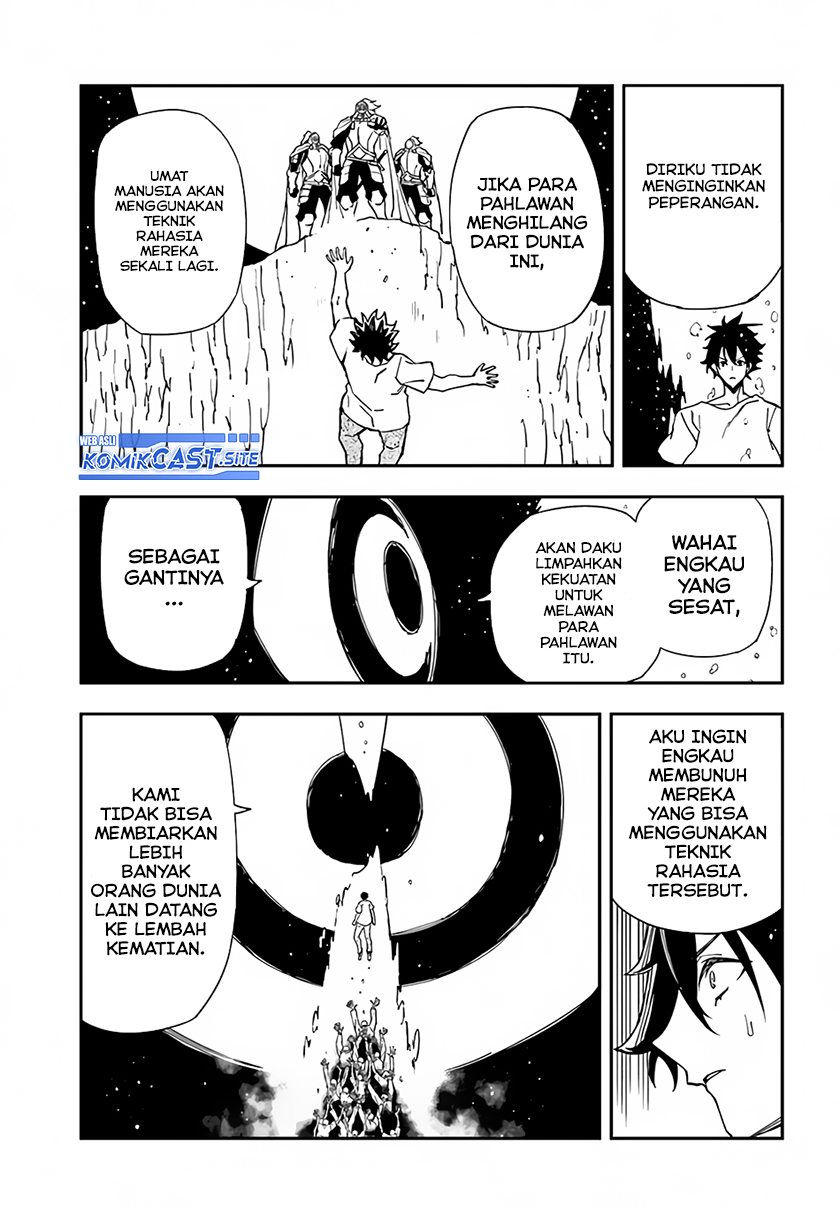 DIRIKU TIDAK
MENGINGINKAN
PEPERANGAN.
JIKA PARA
PAHLAWAN
MENGHILANG
DARI DUNIA
INI,
UMAT
MANUSIA AKAN
MENGGUNAKAN
TEKNIK
RAHASIA
MEREKA
SEKALI LAGI.
WEB ASLI
KOMIKCAST.SITE
WAHAI
ENGKAU
YANG
SESAT,
AKAN DAKU
LIMPAHKAN
KEKUATAN
UNTUK
MELAWAN
PARA
PAHLAWAN
ITU.
SEBAGAI
GANTINYA
...
AKU INGIN
ENGKAU
MEMBUNUH
MEREKA
YANG BISA
MENGGUNAKAN
TEKNIK
RAHASIA
TERSEBUT.
KAMI
TIDAK BISA
MEMBIARKAN
LEBIH
BANYAK
ORANG DUNIA
LAIN DATANG
KE LEMBAH
KEMATIAN.